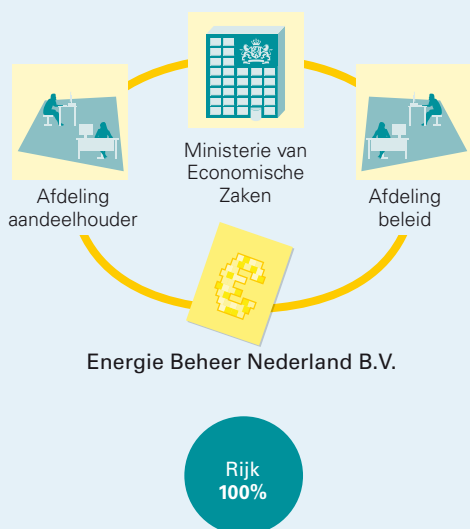 Ministerie van
Economische
Zaken
Afdeling
aandeelhouder
Afdeling
beleid
Energie Beheer Nederland B.V.
Rijk
100%